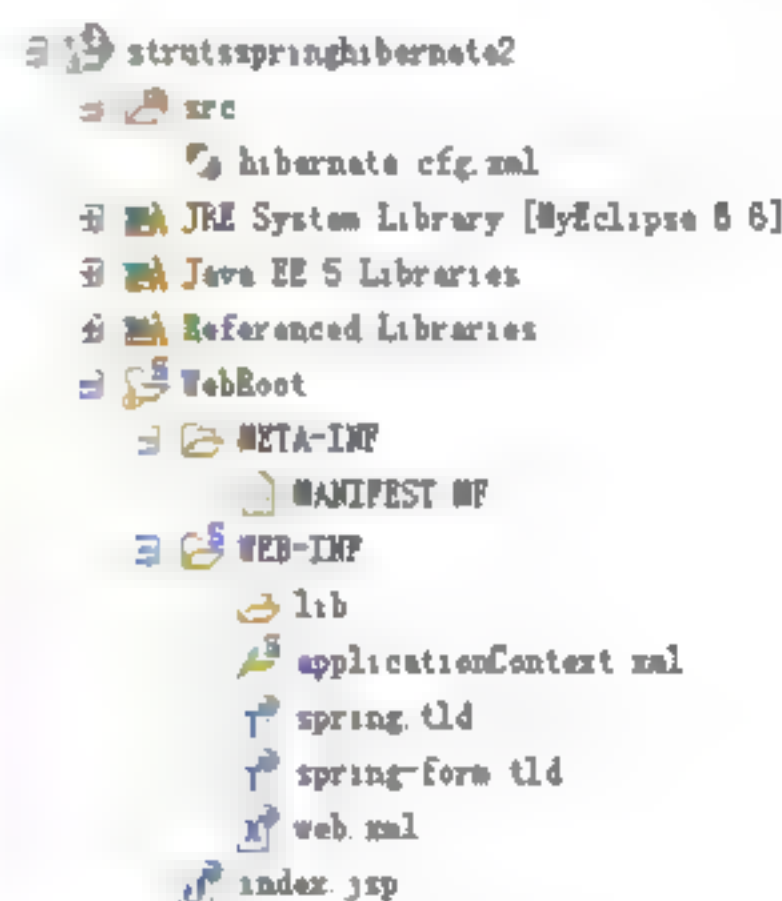 strutsspringhibernate2
src
hibernate.cfg.xml
JRE System Library [MyEclipse 6.6]
Java EE 5 Libraries
Referenced Libraries
WebRoot
META-INF
MANIFEST.MF
WEB-INF
lib
applicationContext.xml
spring.tld
spring-form.tld
web.xml
index.jsp